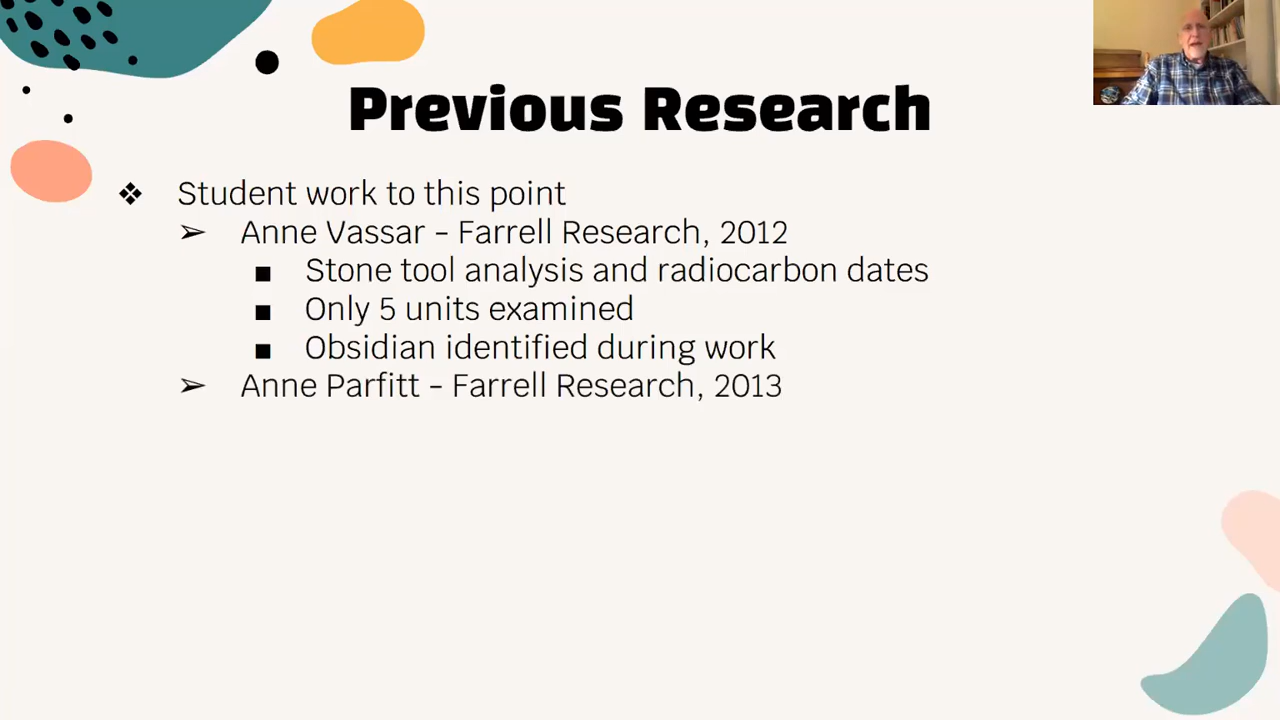 Previous Research
❖ Student work to this point
➢ Anne Vassar – Farrell Research, 2012
■ Stone tool analysis and radiocarbon dates
■ Only 5 units examined
■ Obsidian identified during work
➢ Anne Parfitt – Farrell Research, 2013